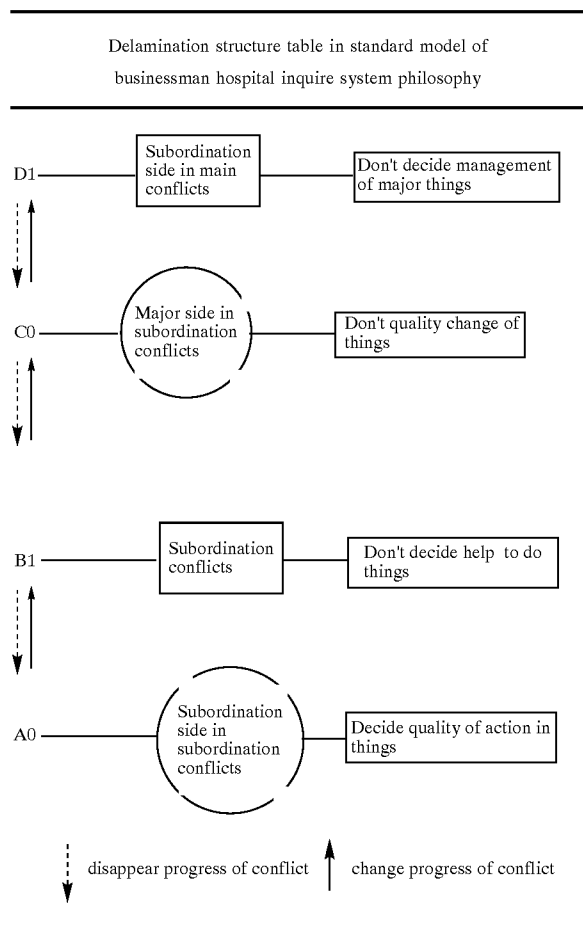 Delamination structure table in standard model of
businessman hospital inquire system philosophy
D1
Subordination
side in main
conflicts
Don't decide management
of major things
C0
Major side in
subordination
conflicts
Don't quality change of
things
B1
Subordination
conflicts
Don't decide help to do
things
A0
Subordination
side in
subordination
conflicts
Decide quality of action in
things
disappear progress of conflict
change progress of conflict